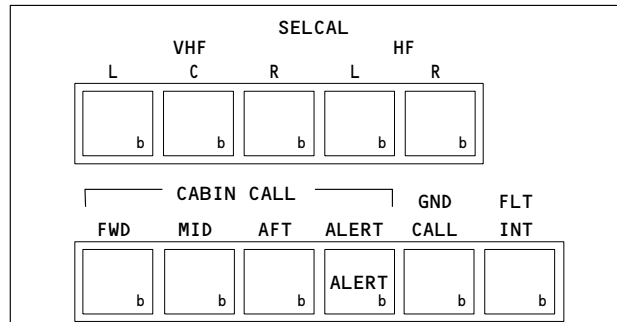 SELCAL
VHF HF
L C R L R
b b b b b
CABIN CALL GND FLT
FWD MID AFT ALERT CALL INT
ALERT
b b b b b b